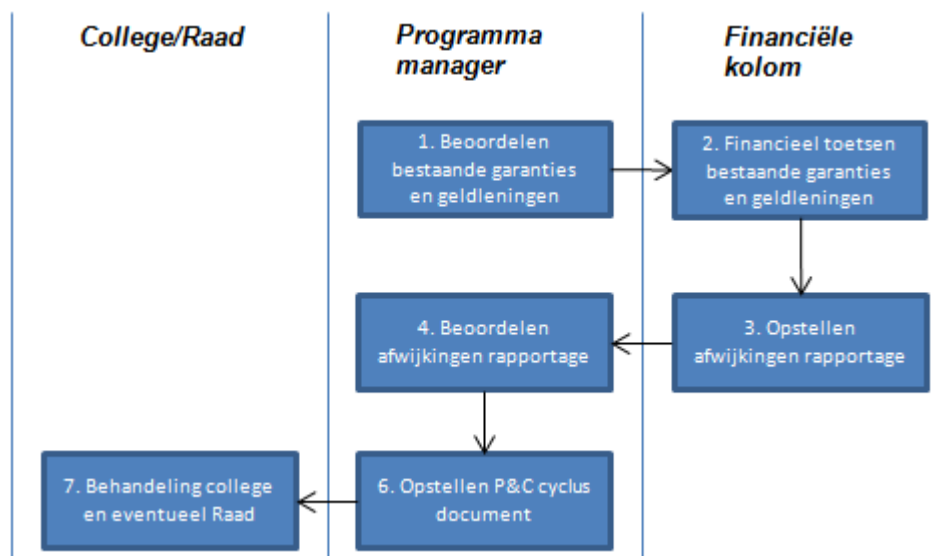 College/Raad
Programma
manager
Financiële
kolom
1. Beoordelen
bestaande garanties
en geldleningen
2. Financieel toetsen
bestaande garanties
en geldleningen
4. Beoordelen
afwijkingen rapportage
3. Opstellen
afwijkingen rapportage
7. Behandeling college
en eventueel Raad
6. Opstellen P&C cyclus
document